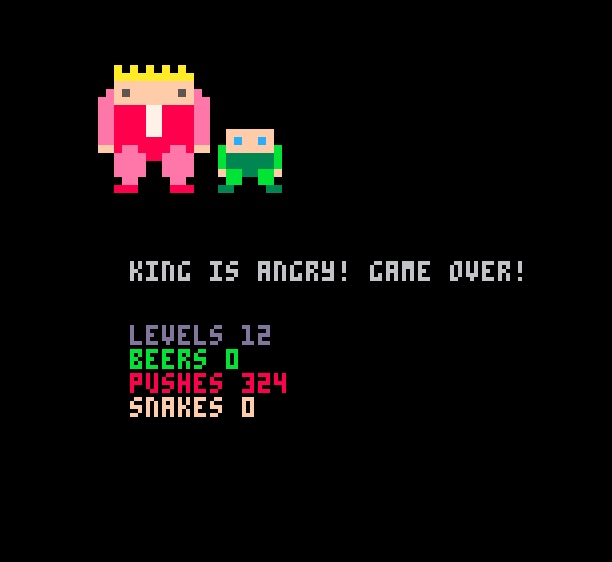 KING IS ANGRY! GAME OVER!
LEVELS 12
BEERS 0
PUSHES 324
SNAKES 0